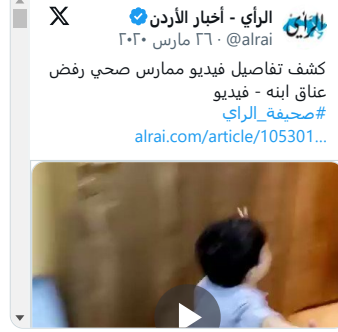 الرأي
الرأي - أخبار الأردن
@alrai · ٢٦ مارس ٢٠٢٠
كشف تفاصيل فيديو ممارس صحي رفض
عناق ابنه - فيديو
#صحيفة_الراي
alrai.com/article/105301...